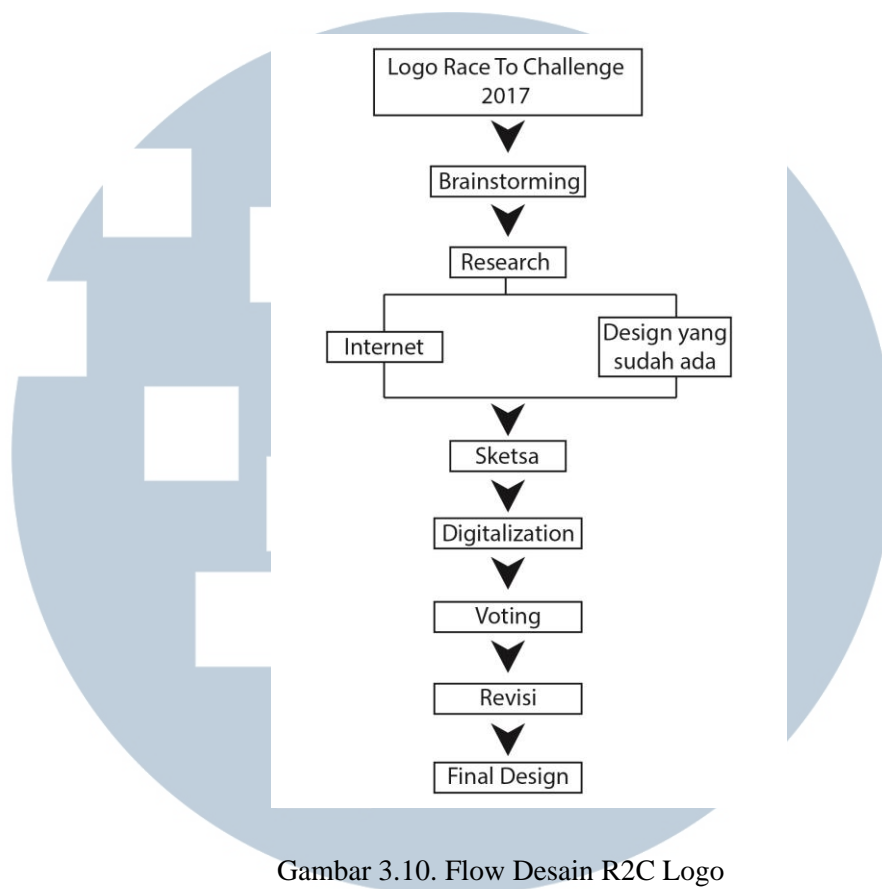 Logo Race To Challenge
2017
Brainstorming
Research
Internet
Design yang
sudah ada
Sketsa
Digitalization
Voting
Revisi
Final Design
Gambar 3.10. Flow Desain R2C Logo